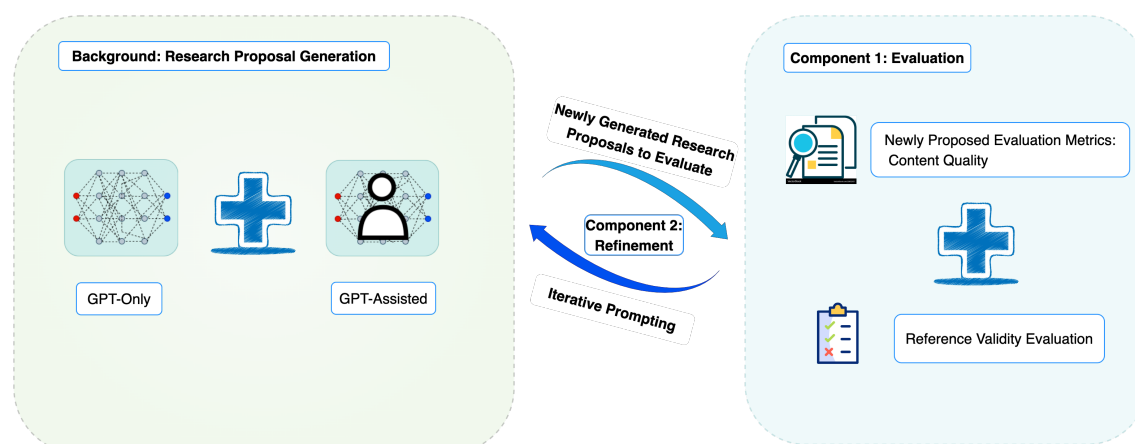 Background: Research Proposal Generation
GPT-Only
GPT-Assisted
Newly Generated Research
Proposals to Evaluate
Component 2:
Refinement
Iterative Prompting
Component 1: Evaluation
Newly Proposed Evaluation Metrics:
Content Quality
Reference Validity Evaluation